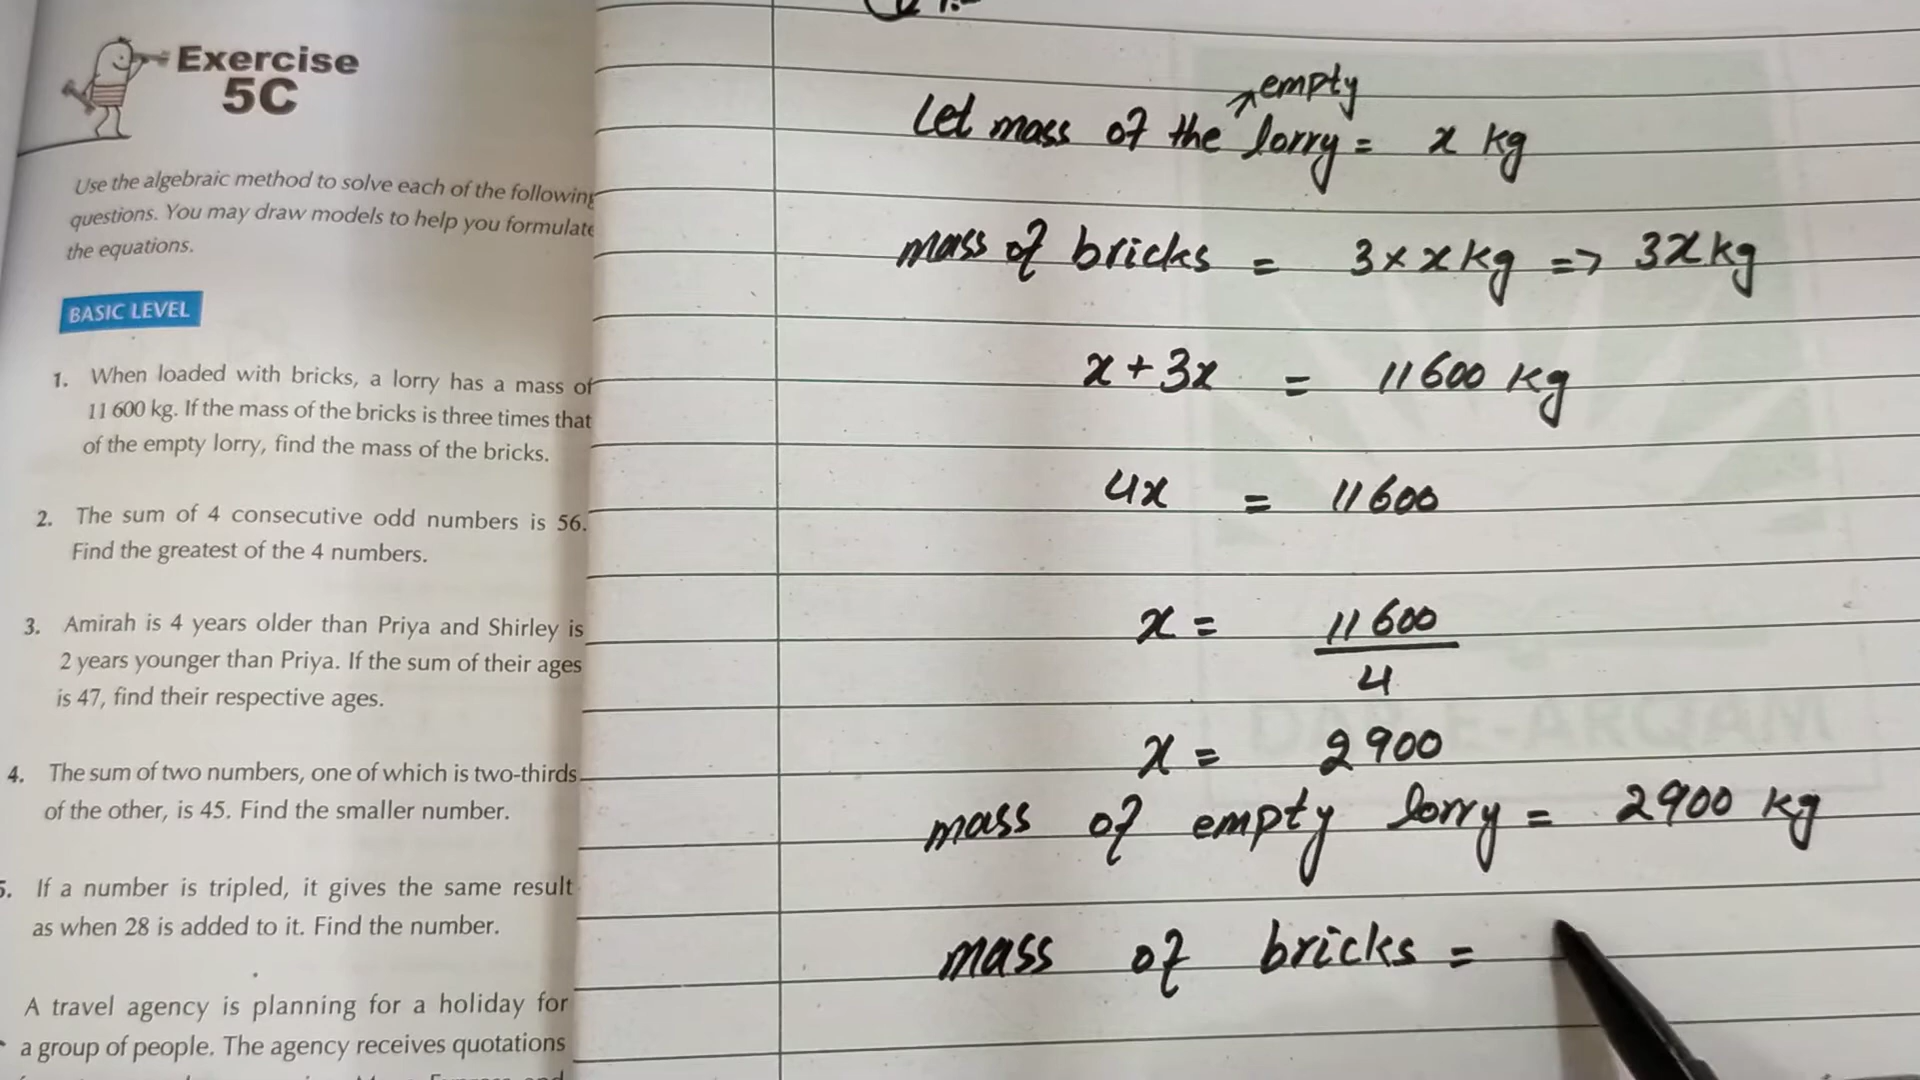 Exercise
5C
Use the algebraic method to solve each of the following
questions. You may draw models to help you formulate
the equations.
BASIC LEVEL
1. When loaded with bricks, a lorry has a mass of
11 600 kg. If the mass of the bricks is three times that
of the empty lorry, find the mass of the bricks.
2. The sum of 4 consecutive odd numbers is 56.
Find the greatest of the 4 numbers.
3. Amirah is 4 years older than Priya and Shirley is
2 years younger than Priya. If the sum of their ages
is 47, find their respective ages.
4. The sum of two numbers, one of which is two-thirds
of the other, is 45. Find the smaller number.
5. If a number is tripled, it gives the same result
as when 28 is added to it. Find the number.
A travel agency is planning for a holiday for
a group of people. The agency receives quotations
empty
Let mass of the lorry = x kg
mass of bricks = 3 × x kg => 3x kg
x + 3x = 11600 kg
4x = 11600
x = 11600
4
x = 2900
mass of empty lorry = 2900 kg
mass of bricks =
DAR-E-ARQAM